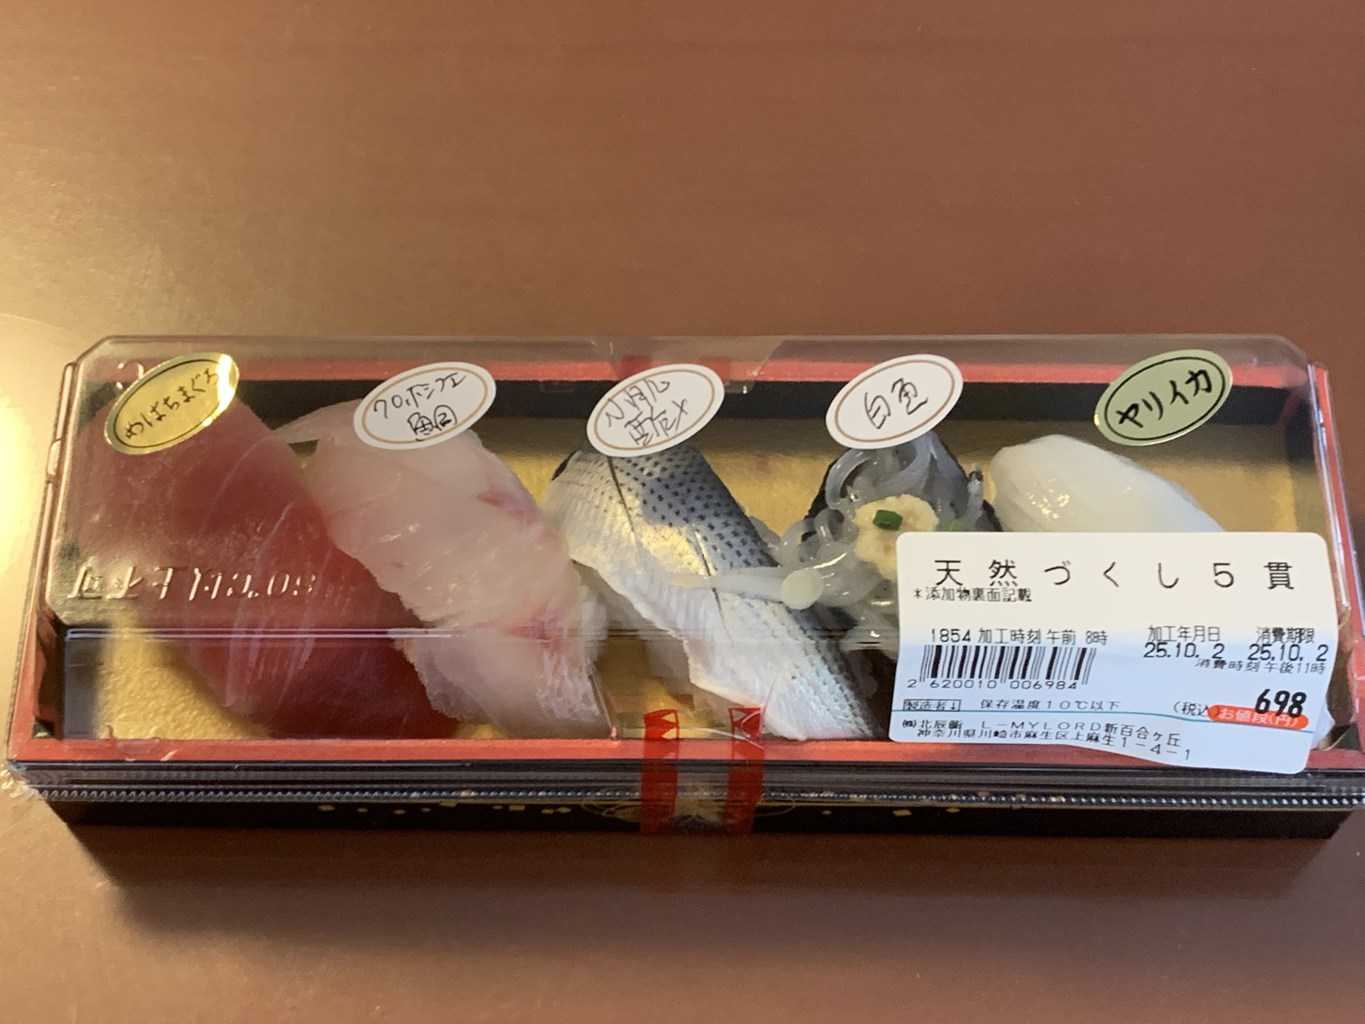 めばちまぐろ
クロホシフエ
鯛
小肌
酢〆
白魚
ヤリイカ
天然づくし5貫
*添加物裏面記載
1854 加工時刻 午前 8時
加工年月日 消費期限
25.10. 2 25.10. 2
消費時刻 午後11時
2 620010 006984
製造者↓ 保存温度10℃以下
(税込 お値段(円) 698
㈱北辰鮨 L-MYLORD新百合ヶ丘
神奈川県川崎市麻生区上麻生1-4-1